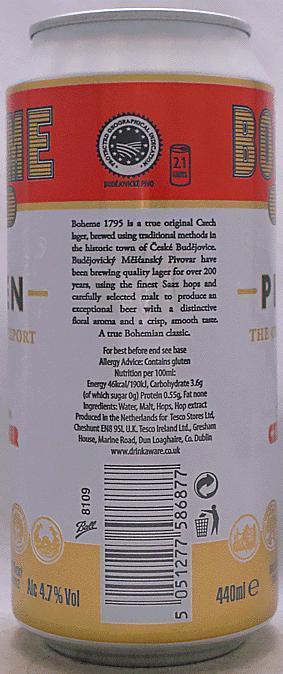 PROTECTED GEOGRAPHICAL INDICATION
BUDĚJOVICKÉ PIVO
2.1
UNITS
Boheme 1795 is a true original Czech
lager, brewed using traditional methods in
the historic town of České Budějovice.
Budějovický Měšťanský Pivovar have
been brewing quality lager for over 200
years, using the finest Saaz hops and
carefully selected malt to produce an
exceptional beer with a distinctive
floral aroma and a crisp, smooth taste.
A true Bohemian classic.
For best before end see base
Allergy Advice: Contains gluten
Nutrition per 100ml:
Energy 46kcal/190kJ, Carbohydrate 3.6g
(of which sugar 0g) Protein 0.55g, Fat none
Ingredients: Water, Malt, Hops, Hop extract
Produced in the Netherlands for Tesco Stores Ltd,
Cheshunt EN8 9SL U.K. Tesco Ireland Ltd., Gresham
House, Marine Road, Dun Laoghaire, Co. Dublin
www.drinkaware.co.uk
8109
Ball
5 051277 586877
Alc 4.7% Vol
440ml e